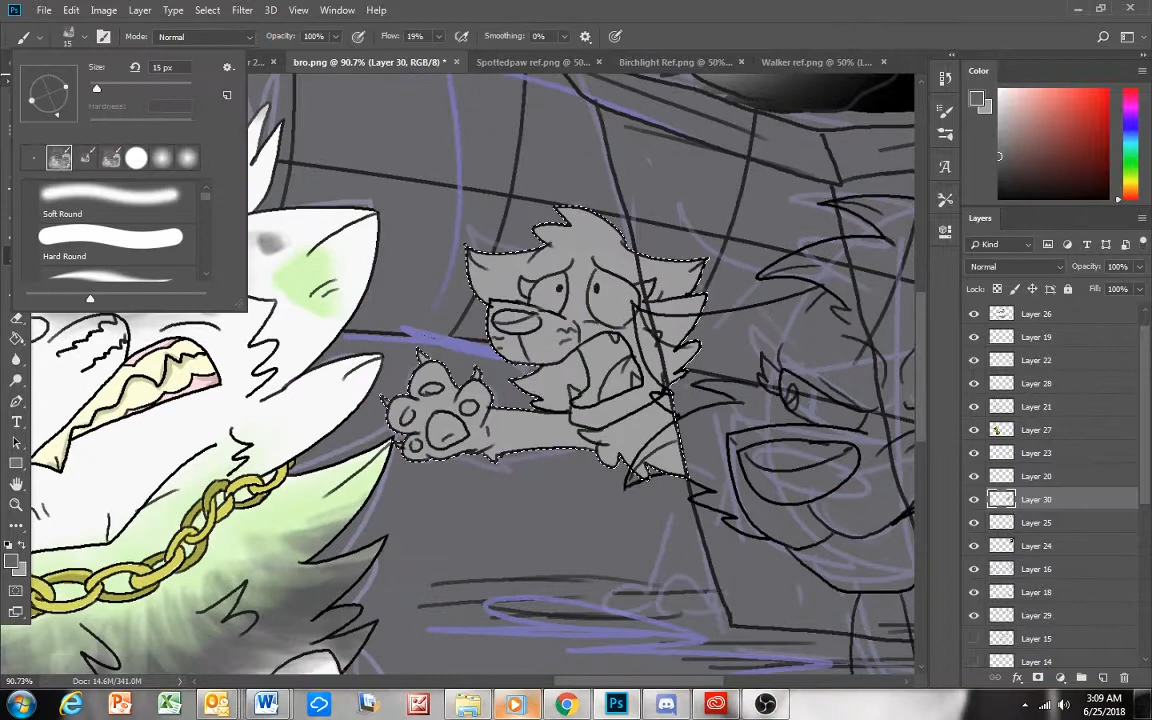 Ps File Edit Image Layer Type Select Filter 3D View Window Help
15 Mode: Normal Opacity: 100% Flow: 19% Smoothing: 0%
bro.png @ 90.7% (Layer 30, RGB/8) * × Spottedpaw ref.png @ 50... × Birchlight Ref.png @ 50%... × Walker ref.png @ 50% (L... ×
Size: 15 px
Hardness:
Soft Round
Hard Round
Color
Layers
Kind
Normal Opacity: 100%
Lock: Fill: 100%
Layer 26
Layer 19
Layer 22
Layer 28
Layer 21
Layer 27
Layer 23
Layer 20
Layer 30
Layer 25
Layer 24
Layer 16
Layer 18
Layer 29
Layer 15
Layer 14
90.73% Doc: 14.6M/341.0M
3:09 AM
6/25/2018